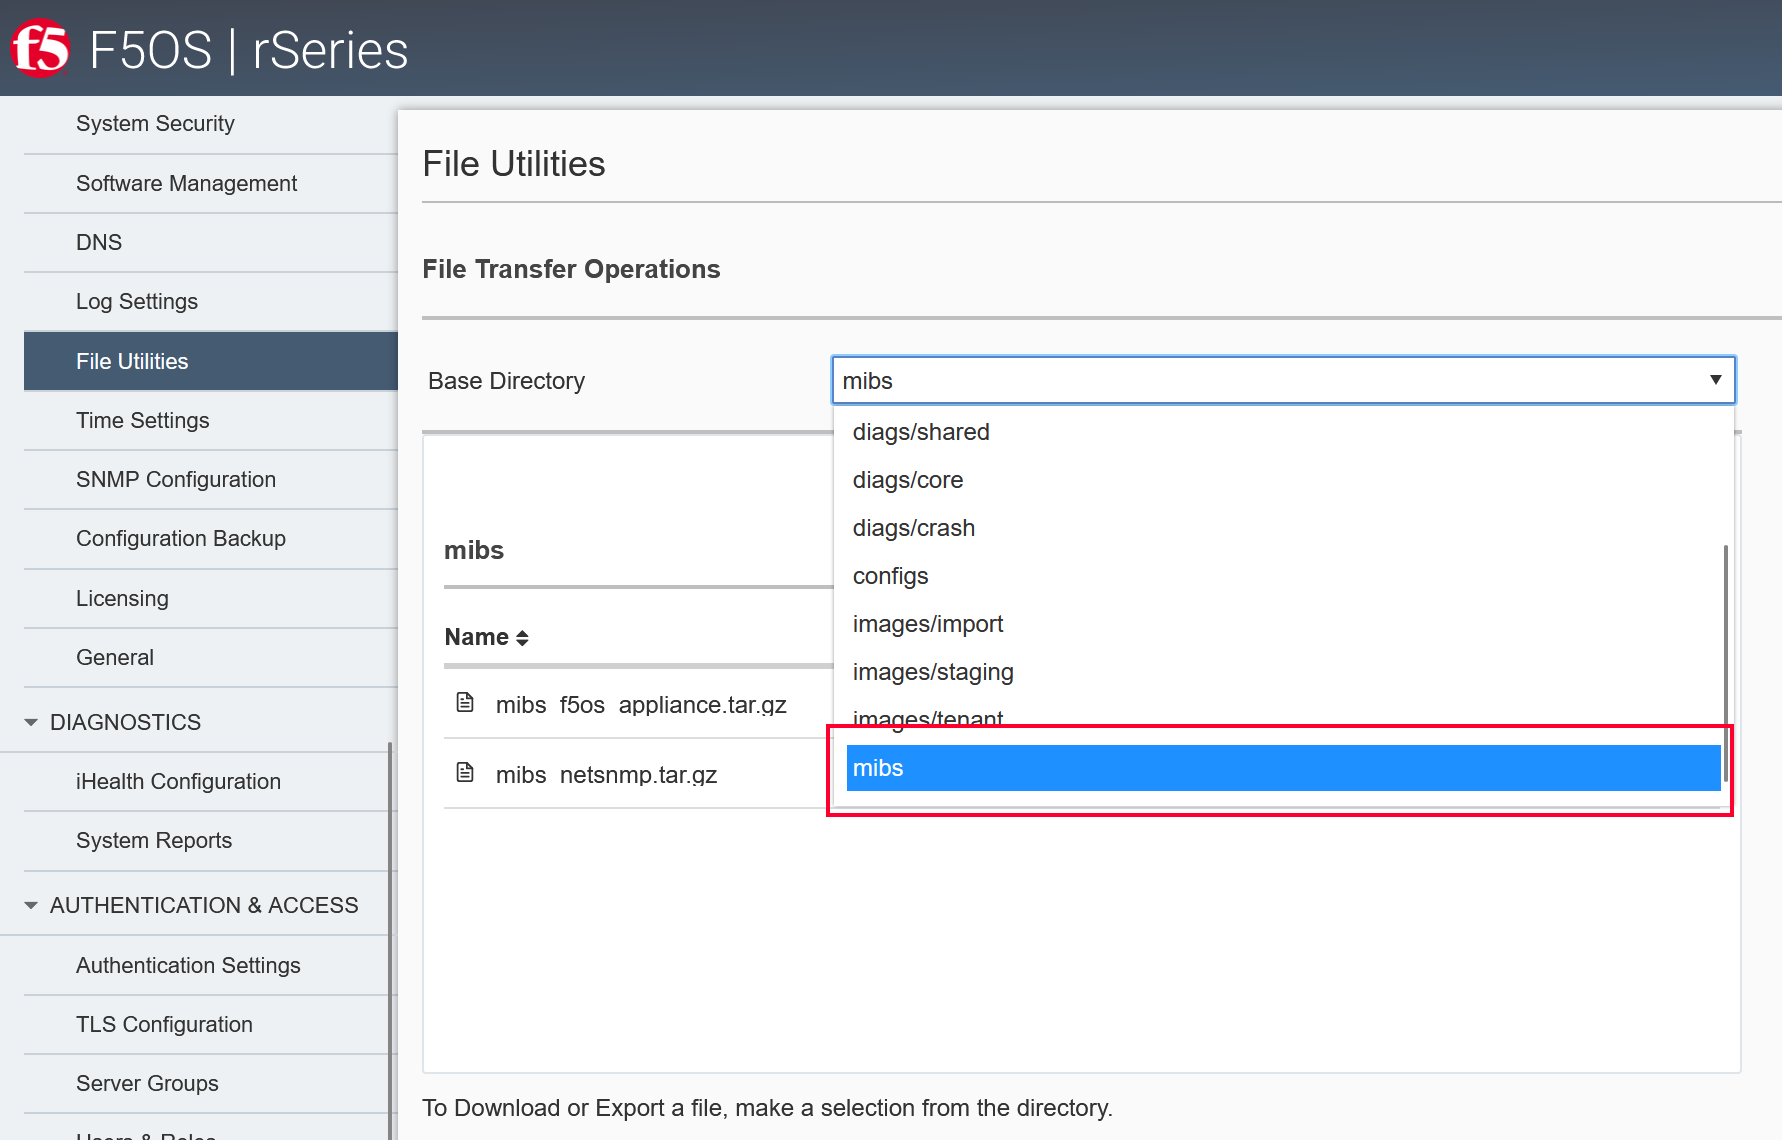 f5 F5OS | rSeries
System Security
Software Management
DNS
Log Settings
File Utilities
Time Settings
SNMP Configuration
Configuration Backup
Licensing
General
DIAGNOSTICS
iHealth Configuration
System Reports
AUTHENTICATION & ACCESS
Authentication Settings
TLS Configuration
Server Groups
Users & Roles
File Utilities
File Transfer Operations
Base Directory
mibs
diags/shared
diags/core
diags/crash
configs
images/import
images/staging
images/tenant
mibs
mibs
Name
mibs_f5os_appliance.tar.gz
mibs_netsnmp.tar.gz
To Download or Export a file, make a selection from the directory.